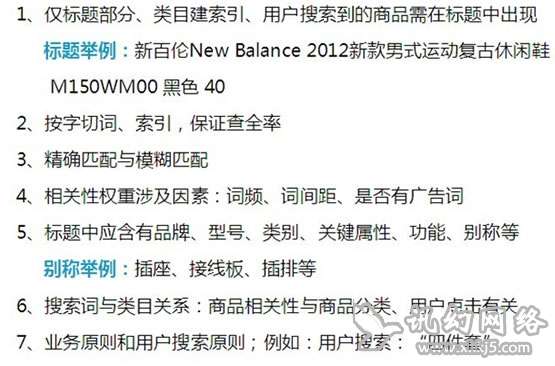 1、仅标题部分、类目建索引、用户搜索到的商品需在标题中出现
标题举例：新百伦New Balance 2012新款男式运动复古休闲鞋
M150WM00 黑色 40
2、按字切词、索引，保证查全率
3、精确匹配与模糊匹配
4、相关性权重涉及因素：词频、词间距、是否有广告词
5、标题中应含有品牌、型号、类别、关键属性、功能、别称等
别称举例：插座、接线板、插排等
6、搜索词与类目关系：商品相关性与商品分类、用户点击有关
7、业务原则和用户搜索原则；例如：用户搜索：“四件套”